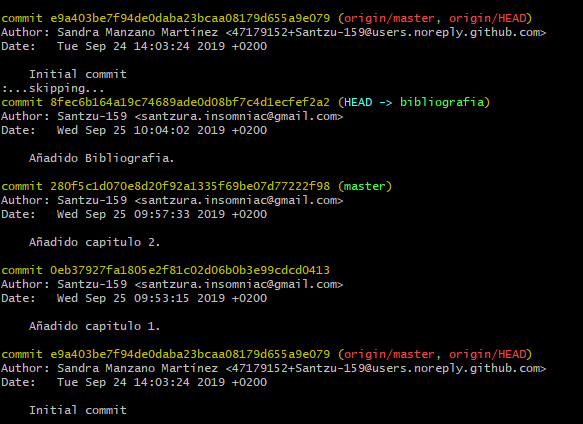 commit e9a403be7f94de0daba23bcaa08179d655a9e079 (origin/master, origin/HEAD)
Author: Sandra Manzano Martínez <47179152+Santzu-159@users.noreply.github.com>
Date:   Tue Sep 24 14:03:24 2019 +0200
    Initial commit
:...skipping...
commit 8fec6b164a19c74689ade0d08bf7c4d1ecfef2a2 (HEAD -> bibliografia)
Author: Santzu-159 <santzura.insomniac@gmail.com>
Date:   Wed Sep 25 10:04:02 2019 +0200
    Añadido Bibliografia.
commit 280f5c1d070e8d20f92a1335f69be07d77222f98 (master)
Author: Santzu-159 <santzura.insomniac@gmail.com>
Date:   Wed Sep 25 09:57:33 2019 +0200
    Añadido capitulo 2.
commit 0eb37927fa1805e2f81c02d06b0b3e99cdcd0413
Author: Santzu-159 <santzura.insomniac@gmail.com>
Date:   Wed Sep 25 09:53:15 2019 +0200
    Añadido capitulo 1.
commit e9a403be7f94de0daba23bcaa08179d655a9e079 (origin/master, origin/HEAD)
Author: Sandra Manzano Martínez <47179152+Santzu-159@users.noreply.github.com>
Date:   Tue Sep 24 14:03:24 2019 +0200
    Initial commit